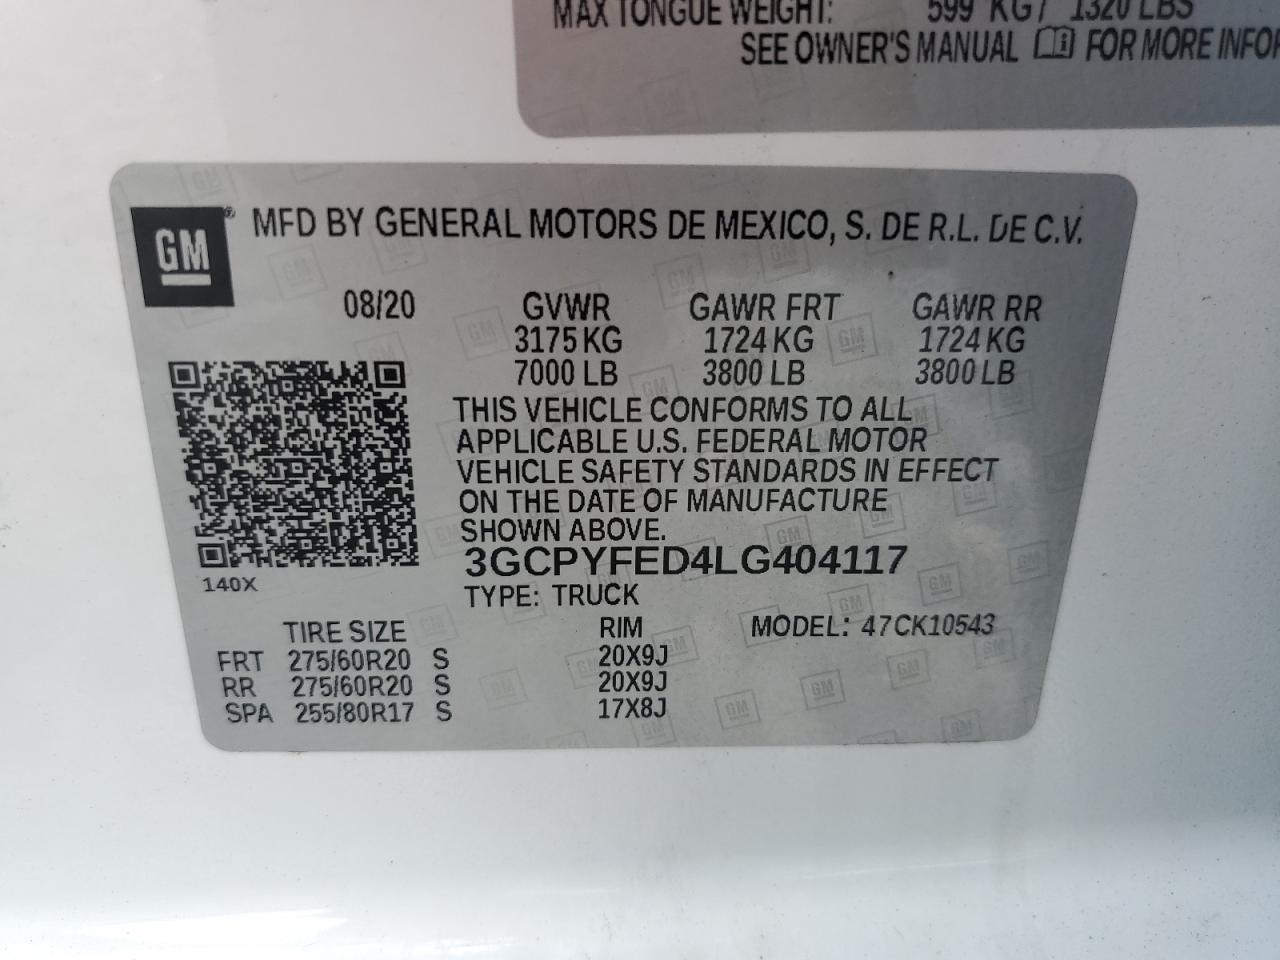 MAX TONGUE WEIGHT: 599 KG / 1320 LBS
SEE OWNER'S MANUAL FOR MORE
GM® MFD BY GENERAL MOTORS DE MEXICO, S. DE R.L. DE C.V.
08/20 GVWR GAWR FRT GAWR RR
3175 KG 1724 KG 1724 KG
7000 LB 3800 LB 3800 LB
THIS VEHICLE CONFORMS TO ALL
APPLICABLE U.S. FEDERAL MOTOR
VEHICLE SAFETY STANDARDS IN EFFECT
ON THE DATE OF MANUFACTURE
SHOWN ABOVE.
3GCPYFED4LG404117
140X
TYPE: TRUCK
TIRE SIZE RIM MODEL: 47CK10543
FRT 275/60R20 S 20X9J
RR 275/60R20 S 20X9J
SPA 255/80R17 S 17X8J